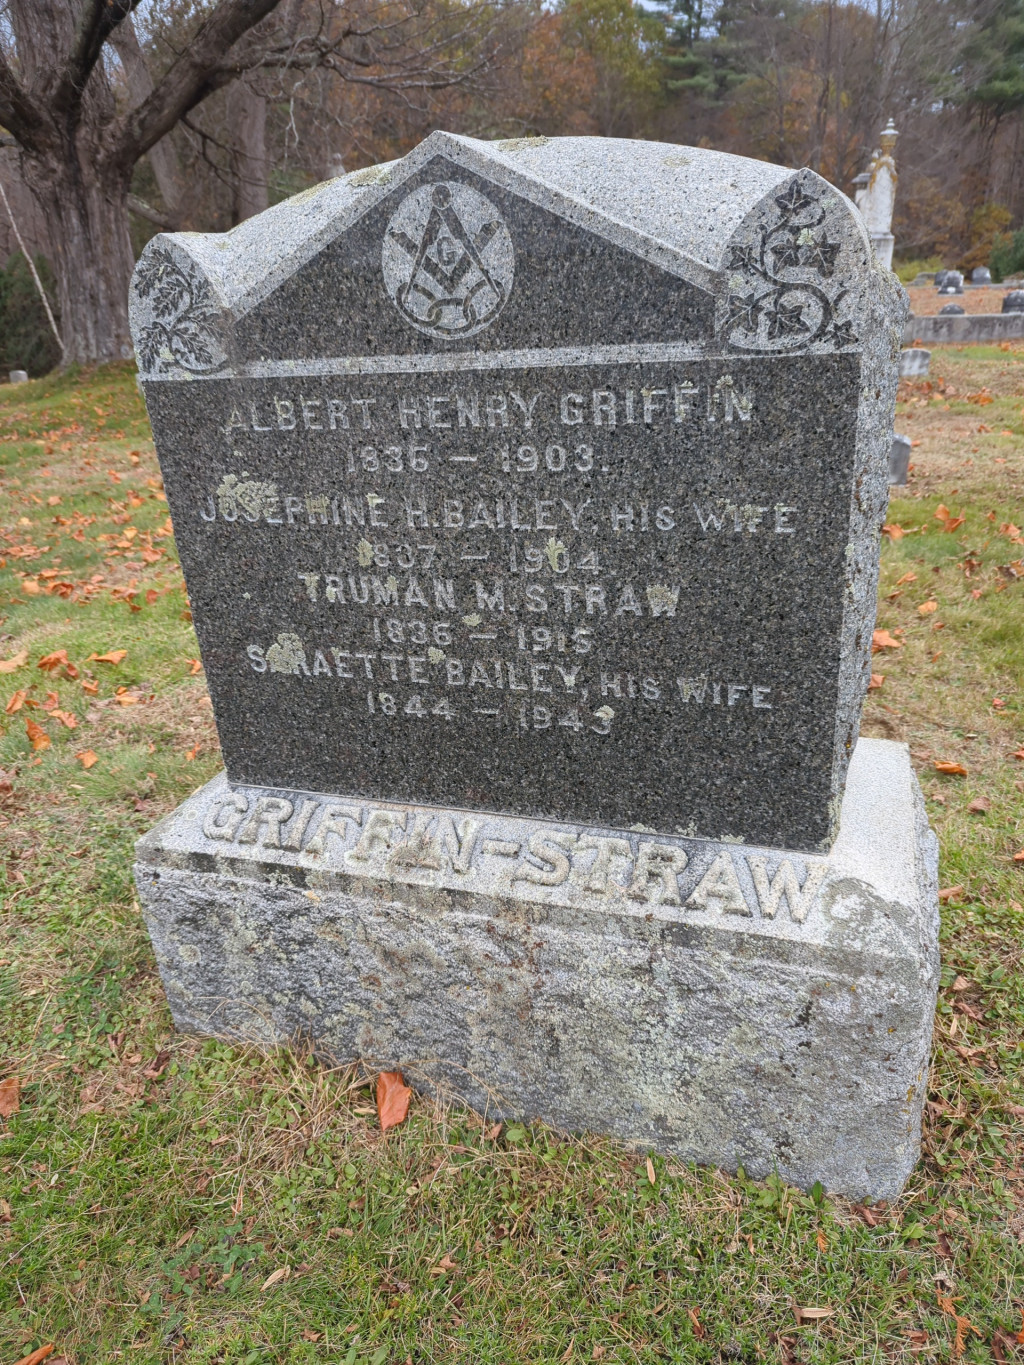 G
ALBERT HENRY GRIFFIN
1836 – 1903.
JOSEPHINE H. BAILEY, HIS WIFE
1837 – 1904.
TRUMAN M. STRAW
1836 – 1915
SARAETTE BAILEY, HIS WIFE
1844 – 1943
GRIFFIN-STRAW